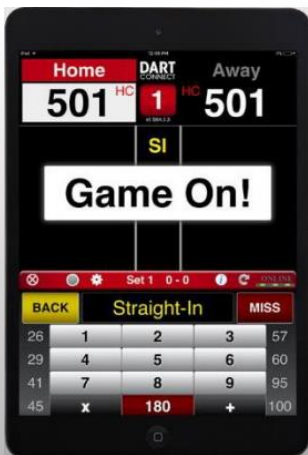 Home DART CONNECT Away
501 HC 1 HC 501
SI
Game On!
Set 1 0 - 0 ONLINE
BACK Straight-In MISS
26 1 2 3 57
29 4 5 6 60
41 7 8 9 95
45 x 180 + 100